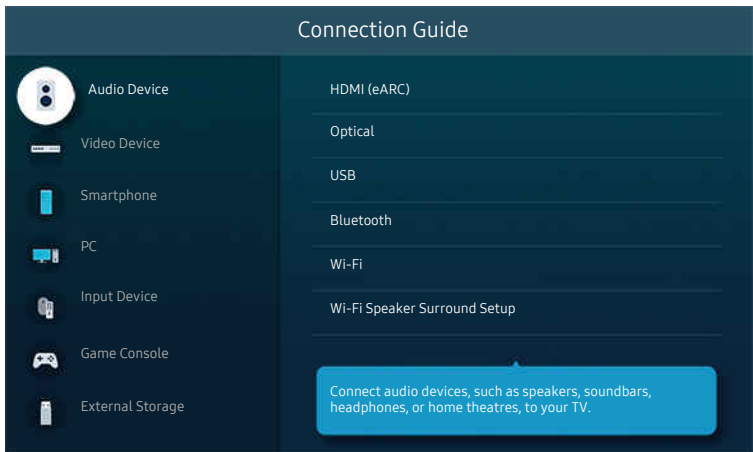 Connection Guide
Audio Device
Video Device
Smartphone
PC
Input Device
Game Console
External Storage
HDMI (eARC)
Optical
USB
Bluetooth
Wi-Fi
Wi-Fi Speaker Surround Setup
Connect audio devices, such as speakers, soundbars,
headphones, or home theatres, to your TV.